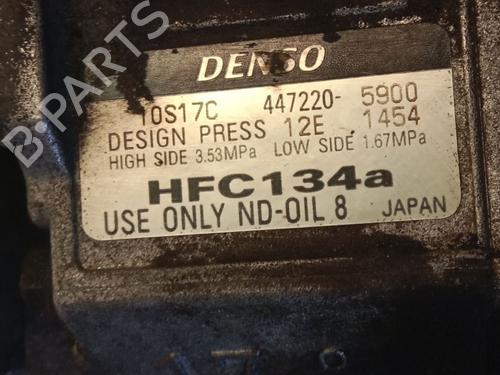 DENSO
10S17C 447220- 5900
DESIGN PRESS 12E 1454
HIGH SIDE 3.53MPa LOW SIDE 1.67MPa
HFC134a
USE ONLY ND-OIL 8 JAPAN
B-Parts